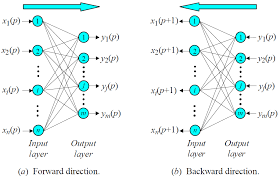 x1(p) 1
x2(p) 2
xi(p) i
xn(p) n
1 y1(p)
2 y2(p)
j yj(p)
m ym(p)
Input layer
Output layer
(a) Forward direction.
x1(p+1) 1
x2(p+1) 2
xi(p+1) i
xn(p+1) n
1 y1(p)
2 y2(p)
j yj(p)
m ym(p)
Input layer
Output layer
(b) Backward direction.